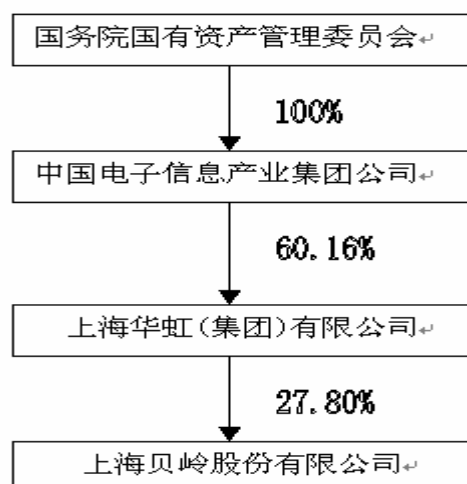 国务院国有资产管理委员会
100%
中国电子信息产业集团公司
60.16%
上海华虹(集团)有限公司
27.80%
上海贝岭股份有限公司